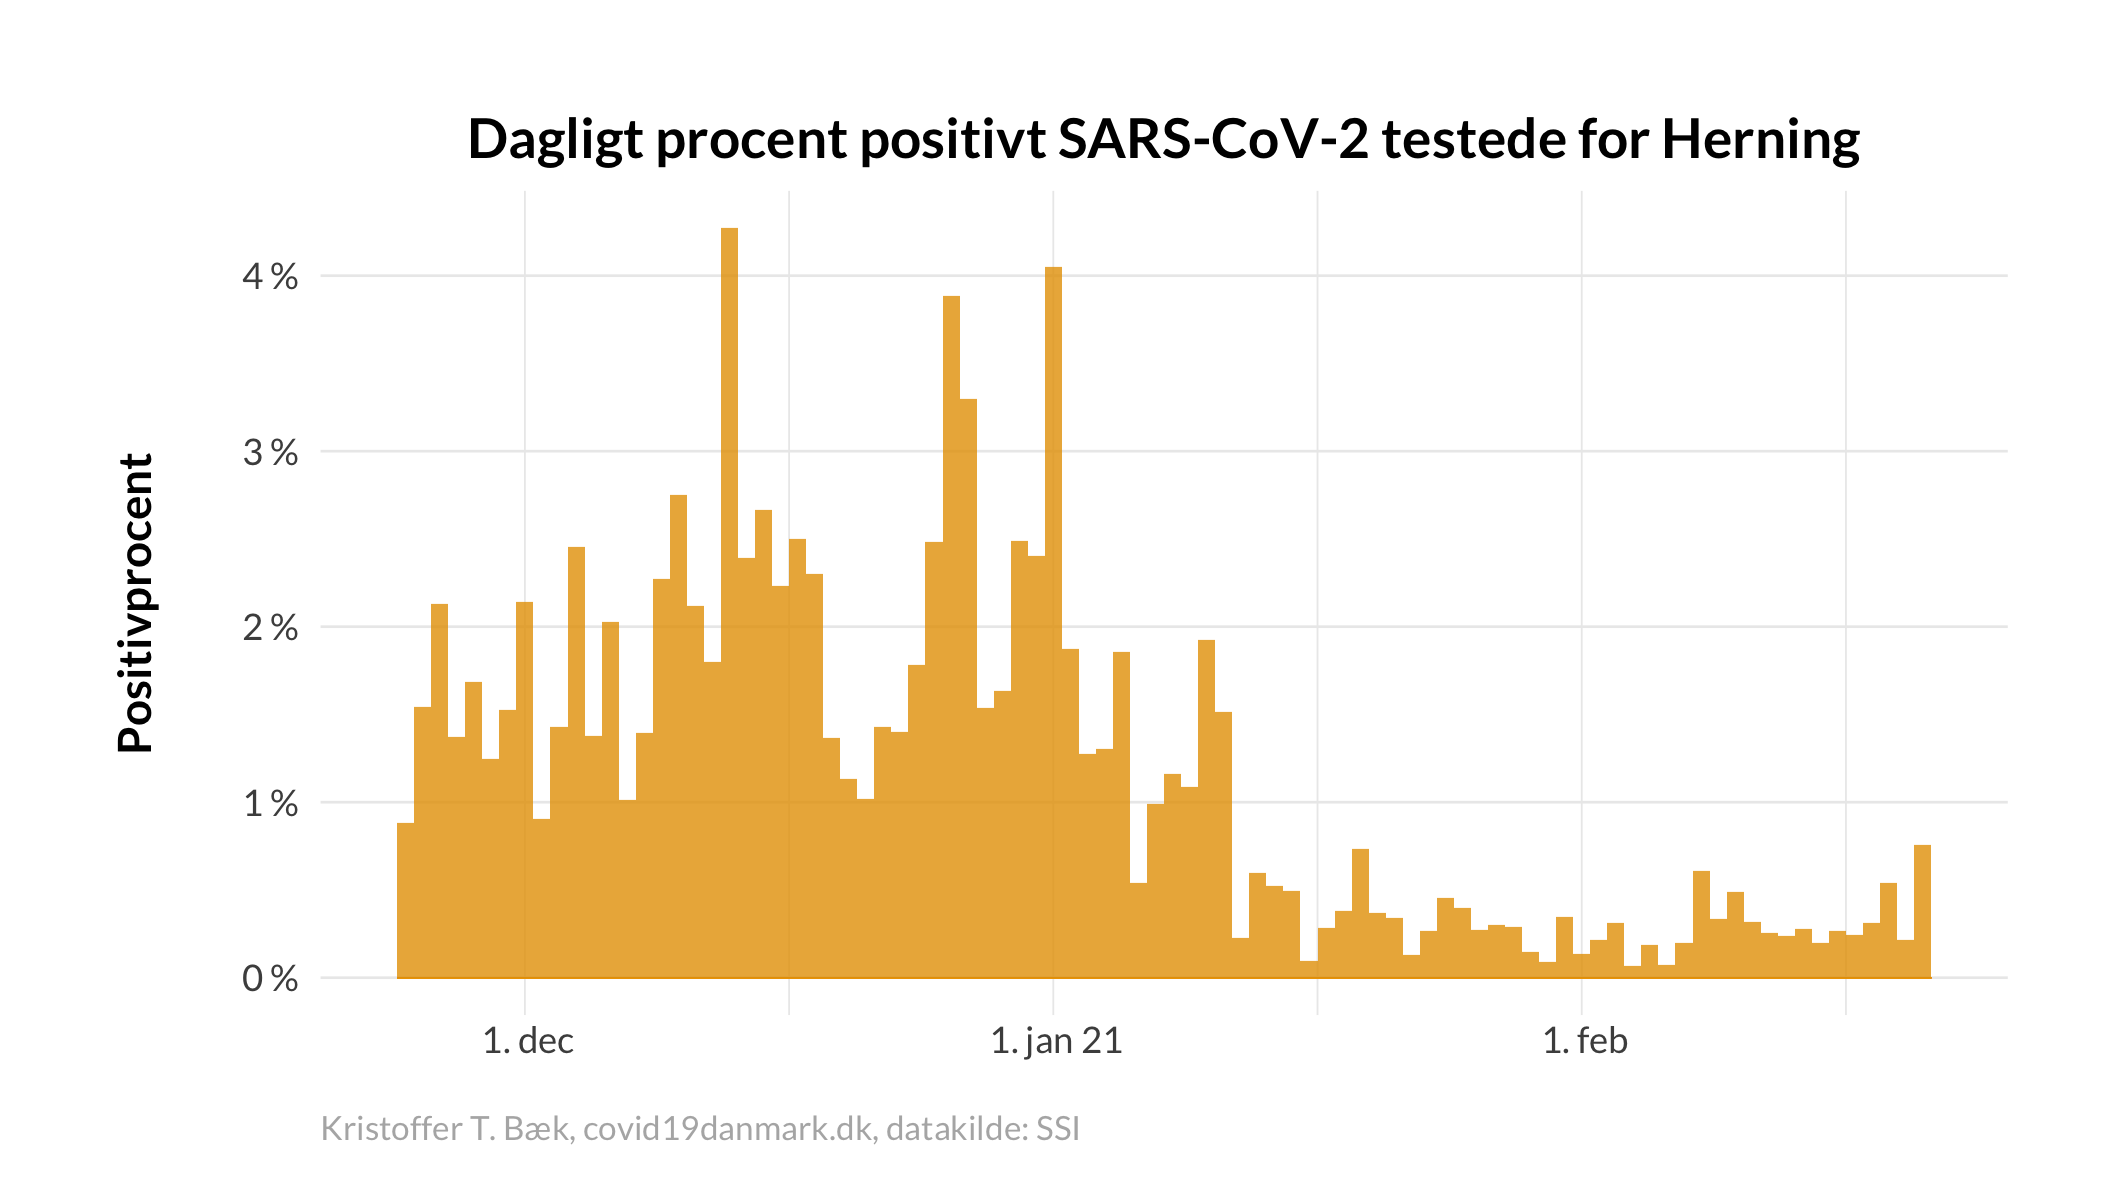 Dagligt procent positivt SARS-CoV-2 testede for Herning
Positivprocent
4 %
3 %
2 %
1 %
0 %
1. dec
1. jan 21
1. feb
Kristoffer T. Bæk, covid19danmark.dk, datakilde: SSI